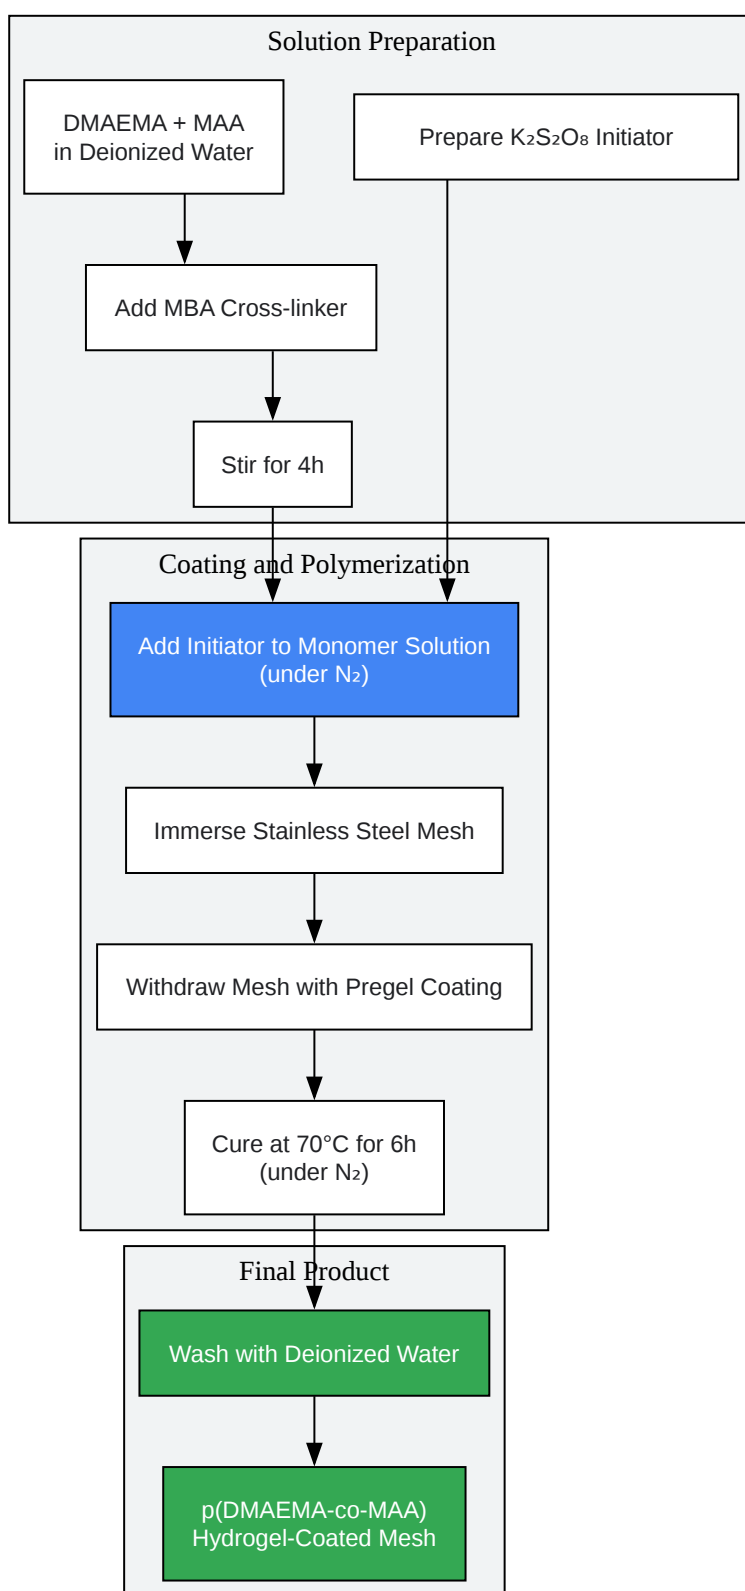 Solution Preparation
DMAEMA + MAA
in Deionized Water
Prepare K₂S₂O₈ Initiator
Add MBA Cross-linker
Stir for 4h
Coating and Polymerization
Add Initiator to Monomer Solution
(under N₂)
Immerse Stainless Steel Mesh
Withdraw Mesh with Pregel Coating
Cure at 70°C for 6h
(under N₂)
Final Product
Wash with Deionized Water
p(DMAEMA-co-MAA)
Hydrogel-Coated Mesh